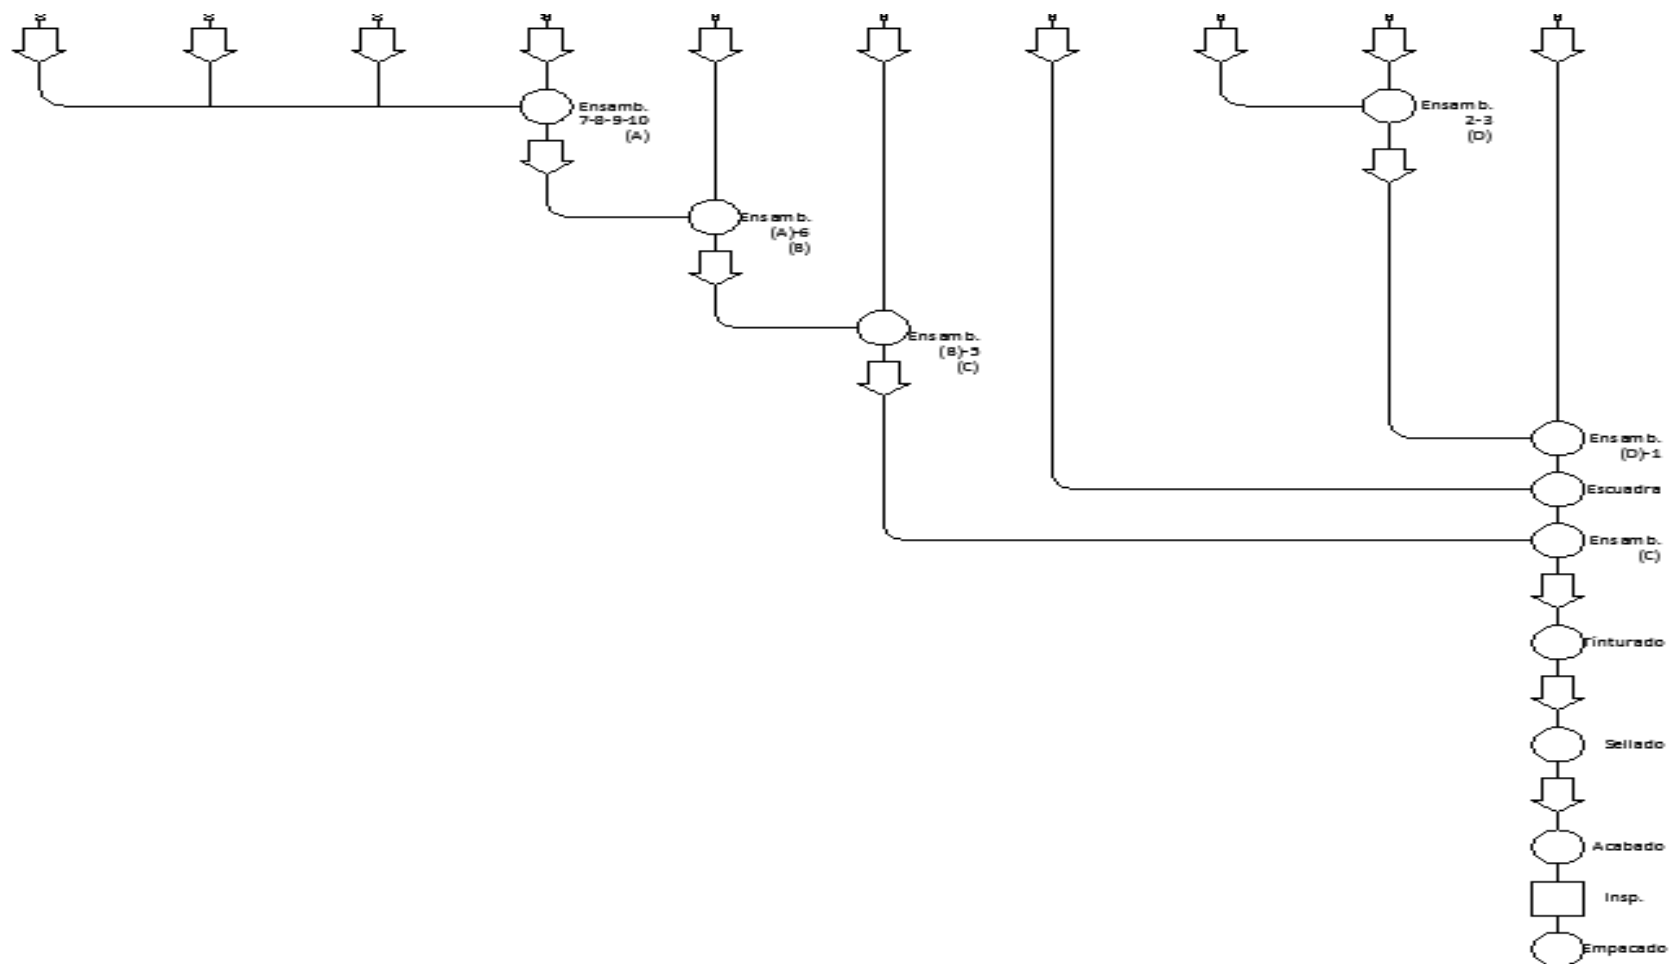 Ensamb.
7-8-9-10
(A)
Ensamb.
2-3
(D)
Ensamb.
(A)-6
(B)
Ensamb.
(B)-5
(C)
Ensamb.
(D)-1
Escuadra
Ensamb.
(C)
Tinturado
Sellado
Acabado
Insp.
Empacado